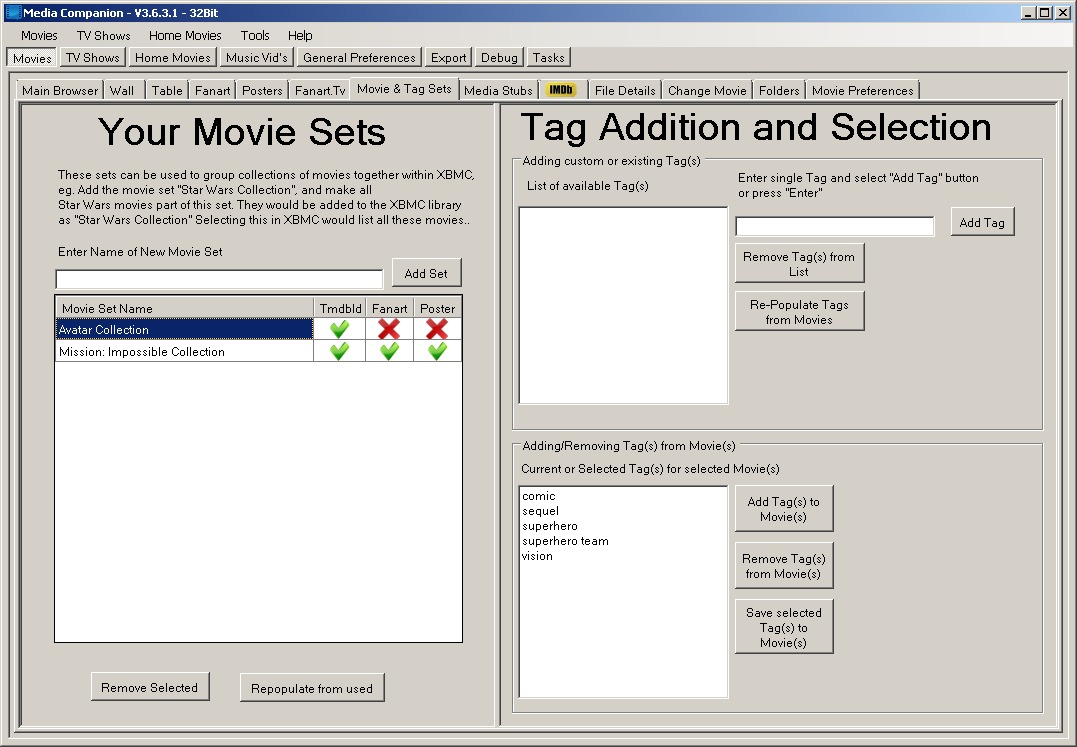 Media Companion - V3.6.3.1 - 32Bit
Movies TV Shows Home Movies Tools Help
Movies TV Shows Home Movies Music Vid's General Preferences Export Debug Tasks
Main Browser Wall Table Fanart Posters Fanart.Tv Movie & Tag Sets Media Stubs IMDb File Details Change Movie Folders Movie Preferences
Your Movie Sets
These sets can be used to group collections of movies together within XBMC,
eg. Add the movie set "Star Wars Collection", and make all
Star Wars movies part of this set. They would be added to the XBMC library
as "Star Wars Collection" Selecting this in XBMC would list all these movies..
Enter Name of New Movie Set
Add Set
Movie Set Name TmdbId Fanart Poster
Avatar Collection
Mission: Impossible Collection
Remove Selected Repopulate from used
Tag Addition and Selection
Adding custom or existing Tag(s)
List of available Tag(s)
Enter single Tag and select "Add Tag" button
or press "Enter"
Add Tag
Remove Tag(s) from
List
Re-Populate Tags
from Movies
Adding/Removing Tag(s) from Movie(s)
Current or Selected Tag(s) for selected Movie(s)
comic
sequel
superhero
superhero team
vision
Add Tag(s) to
Movie(s)
Remove Tag(s)
from Movie(s)
Save selected
Tag(s) to
Movie(s)